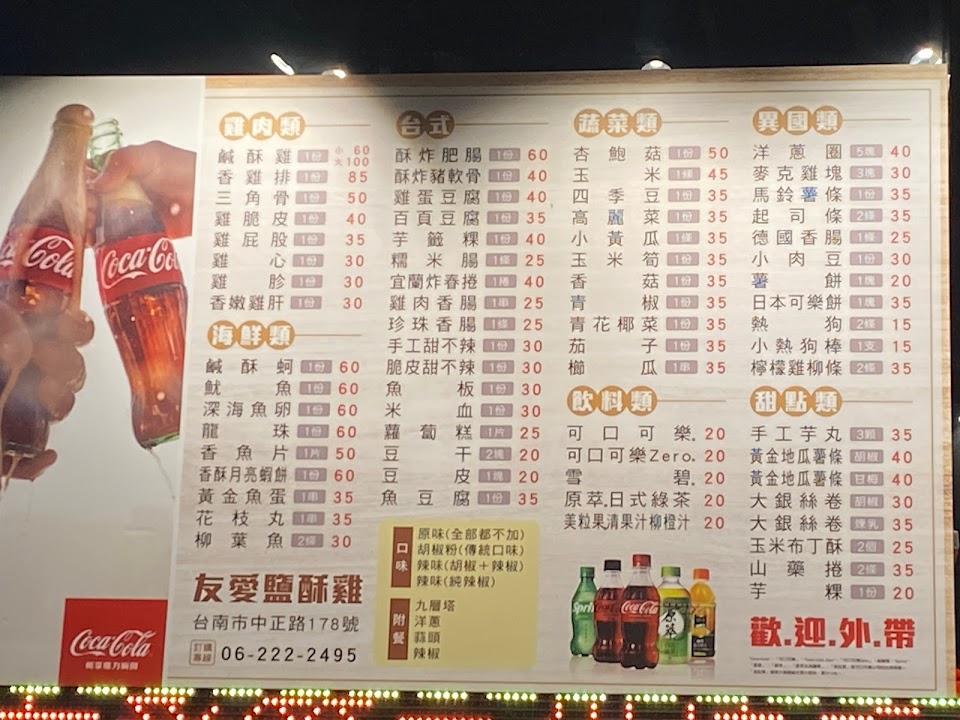 雞肉類
鹹酥雞 1份 小 60 大100
香雞排 1份 85
三角骨 1份 50
雞脆皮 1份 40
雞屁股 1份 35
雞心 1份 30
雞胗 1份 30
香嫩雞肝 1份 30
海鮮類
鹹酥蚵 1份 60
魷魚 1份 60
深海魚卵 1份 60
龍珠 1份 60
香魚片 1片 50
香酥月亮蝦餅 1份 60
黃金魚蛋 1串 35
花枝丸 1串 35
柳葉魚 2條 30
友愛鹽酥雞
台南市中正路178號
訂購專線 06-222-2495
台式
酥炸肥腸 1份 60
酥炸豬軟骨 1份 40
雞蛋豆腐 1份 40
百頁豆腐 1份 35
芋籤粿 1份 40
糯米腸 1條 25
宜蘭炸春捲 1捲 40
雞肉香腸 1串 25
珍珠香腸 1條 25
手工甜不辣 1份 30
脆皮甜不辣 1份 30
魚板 1份 30
米血 1份 30
蘿蔔糕 1片 25
豆干 2塊 20
豆皮 1塊 20
魚豆腐 1份 35
口味
原味(全部都不加)
胡椒粉(傳統口味)
辣味(胡椒＋辣椒)
辣味(純辣椒)
附餐
九層塔
洋蔥
蒜頭
辣椒
蔬菜類
杏鮑菇 1份 50
玉米 1條 45
四季豆 1份 35
高麗菜 1份 35
小黃瓜 1條 35
玉米筍 1份 35
香菇 1份 35
青椒 1份 35
青花椰菜 1份 35
茄子 1份 35
櫛瓜 1串 35
飲料類
可口可樂. 20
可口可樂Zero. 20
雪碧. 20
原萃.日式綠茶 20
美粒果清果汁柳橙汁 20
異國類
洋蔥圈 5塊 40
麥克雞塊 3塊 30
馬鈴薯條 1份 35
起司條 2條 35
德國香腸 1條 25
小肉豆 1份 30
薯餅 1塊 20
日本可樂餅 1塊 35
熱狗 2條 15
小熱狗棒 1支 15
檸檬雞柳條 2條 35
甜點類
手工芋丸 3顆 35
黃金地瓜薯條 胡椒 40
黃金地瓜薯條 甘梅 40
大銀絲卷 胡椒 30
大銀絲卷 煉乳 35
玉米布丁酥 2個 25
山藥捲 2條 35
芋粿 1份 20
歡.迎.外.帶
Coca-Cola
Coca-Cola
Coca-Cola
暢享這刻
Sprite
Coca-Cola
原萃